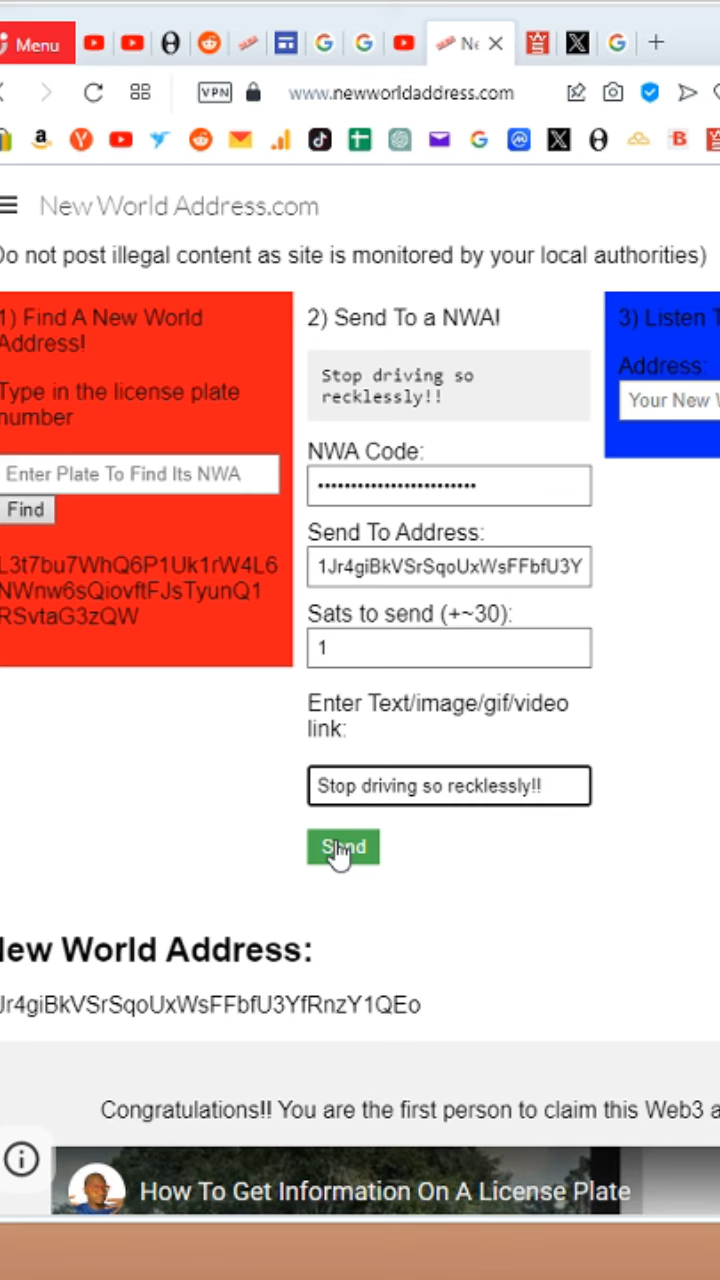 Menu
VPN
www.newworldaddress.com
New World Address.com
Do not post illegal content as site is monitored by your local authorities)
1) Find A New World
Address!
Type in the license plate
number
Enter Plate To Find Its NWA
Find
L3t7bu7WhQ6P1Uk1rW4L6
NWnw6sQiovftFJsTyunQ1
RSvtaG3zQW
2) Send To a NWA!
Stop driving so
recklessly!!
NWA Code:
Send To Address:
1Jr4giBkVSrSqoUxWsFFbfU3Y
Sats to send (+~30):
1
Enter Text/image/gif/video
link:
Stop driving so recklessly!!
Send
3) Listen
Address:
Your New
New World Address:
Jr4giBkVSrSqoUxWsFFbfU3YfRnzY1QEo
Congratulations!! You are the first person to claim this Web3
How To Get Information On A License Plate